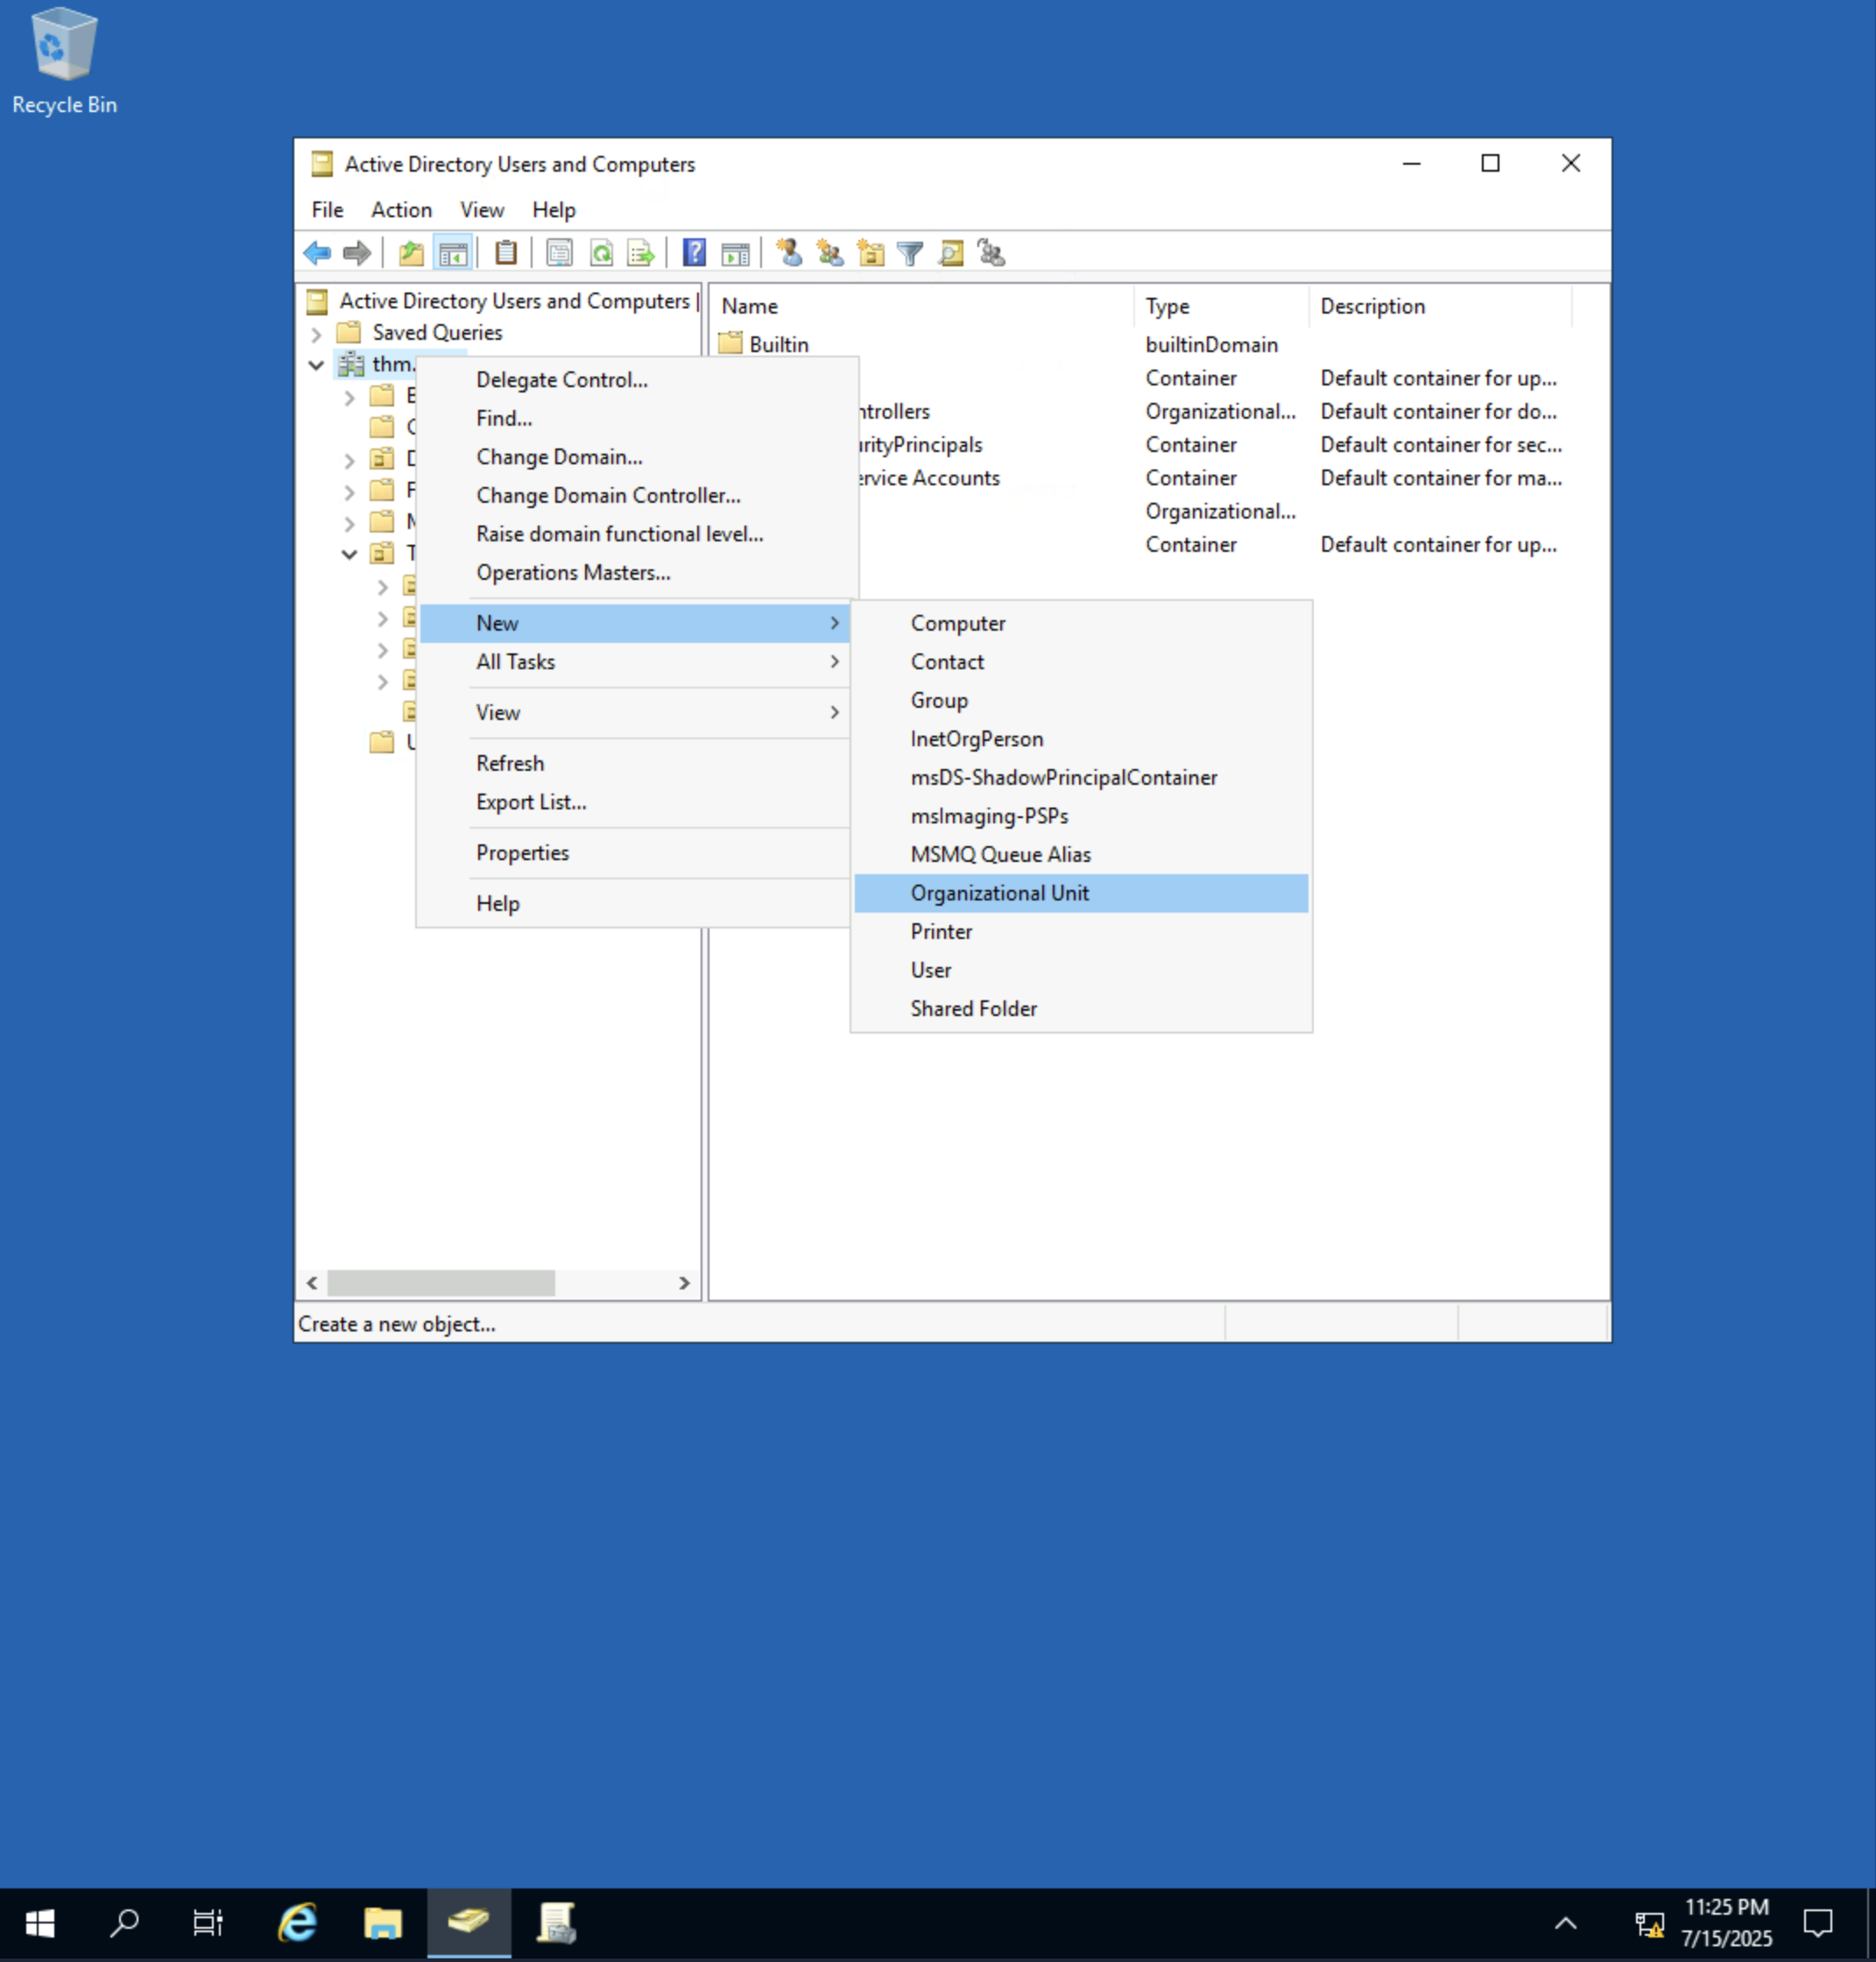 Recycle Bin
Active Directory Users and Computers
File Action View Help
Active Directory Users and Computers
Name Type Description
Saved Queries
Builtin builtinDomain
thm.
Delegate Control...
Container Default container for up...
Find...
ntrollers Organizational... Default container for do...
urityPrincipals Container Default container for sec...
Change Domain...
ervice Accounts Container Default container for ma...
Change Domain Controller...
Organizational...
Raise domain functional level...
Container Default container for up...
Operations Masters...
New
All Tasks
View
Refresh
Export List...
Properties
Help
Computer
Contact
Group
InetOrgPerson
msDS-ShadowPrincipalContainer
msImaging-PSPs
MSMQ Queue Alias
Organizational Unit
Printer
User
Shared Folder
Create a new object...
11:25 PM
7/15/2025